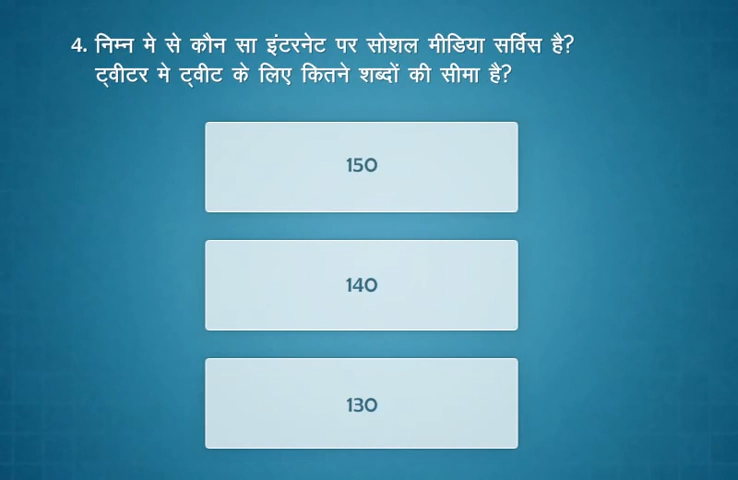 4. निम्न मे से कौन सा इंटरनेट पर सोशल मीडिया सर्विस है?
ट्वीटर मे ट्वीट के लिए कितने शब्दों की सीमा है?
150
140
130